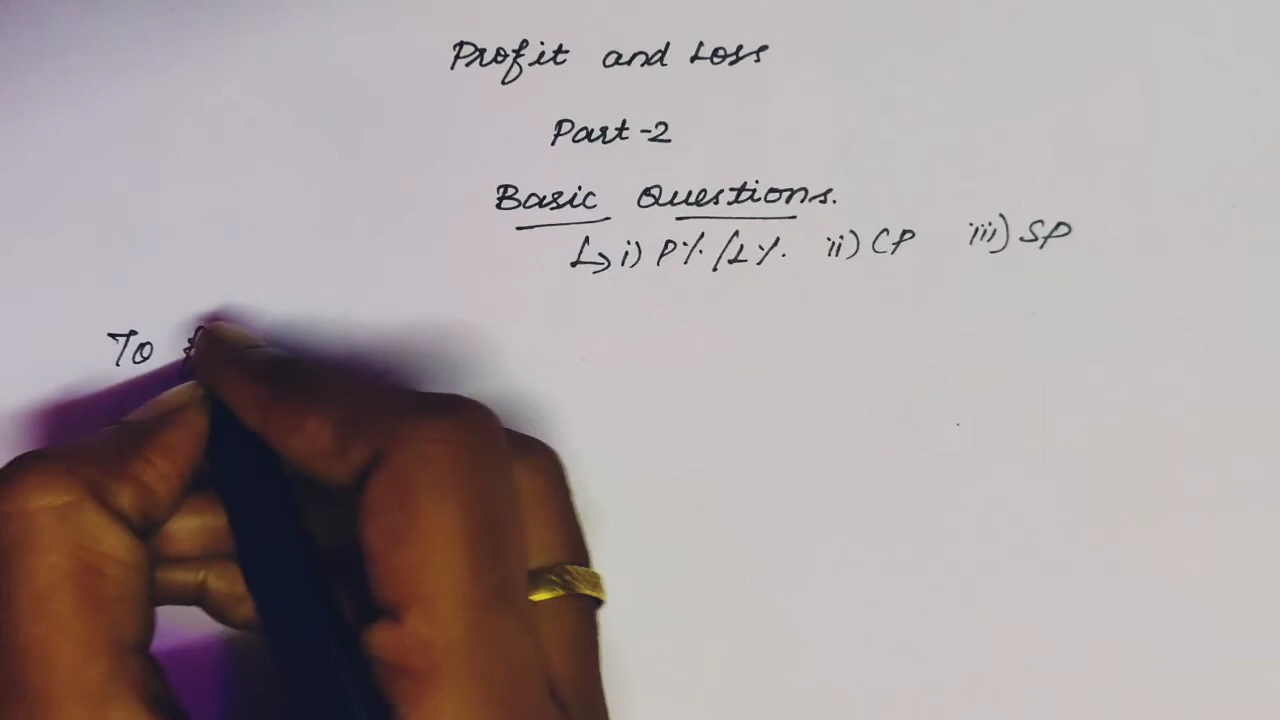 Profit and Loss
Part-2
Basic Questions.
↳ i) P% /L%. ii) CP iii) SP
To